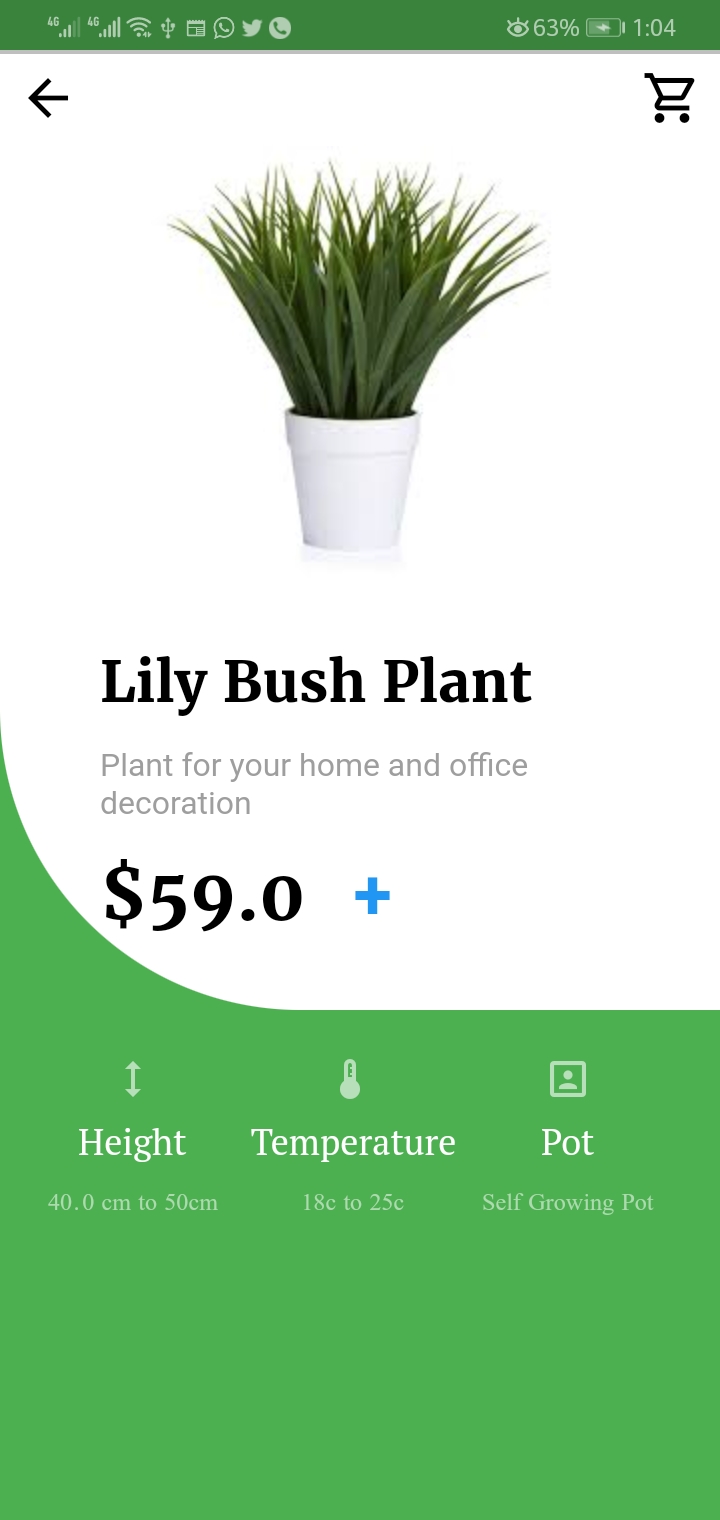 4G 4G 63% 1:04
Lily Bush Plant
Plant for your home and office
decoration
$59.0 +
Height Temperature Pot
40.0 cm to 50cm 18c to 25c Self Growing Pot